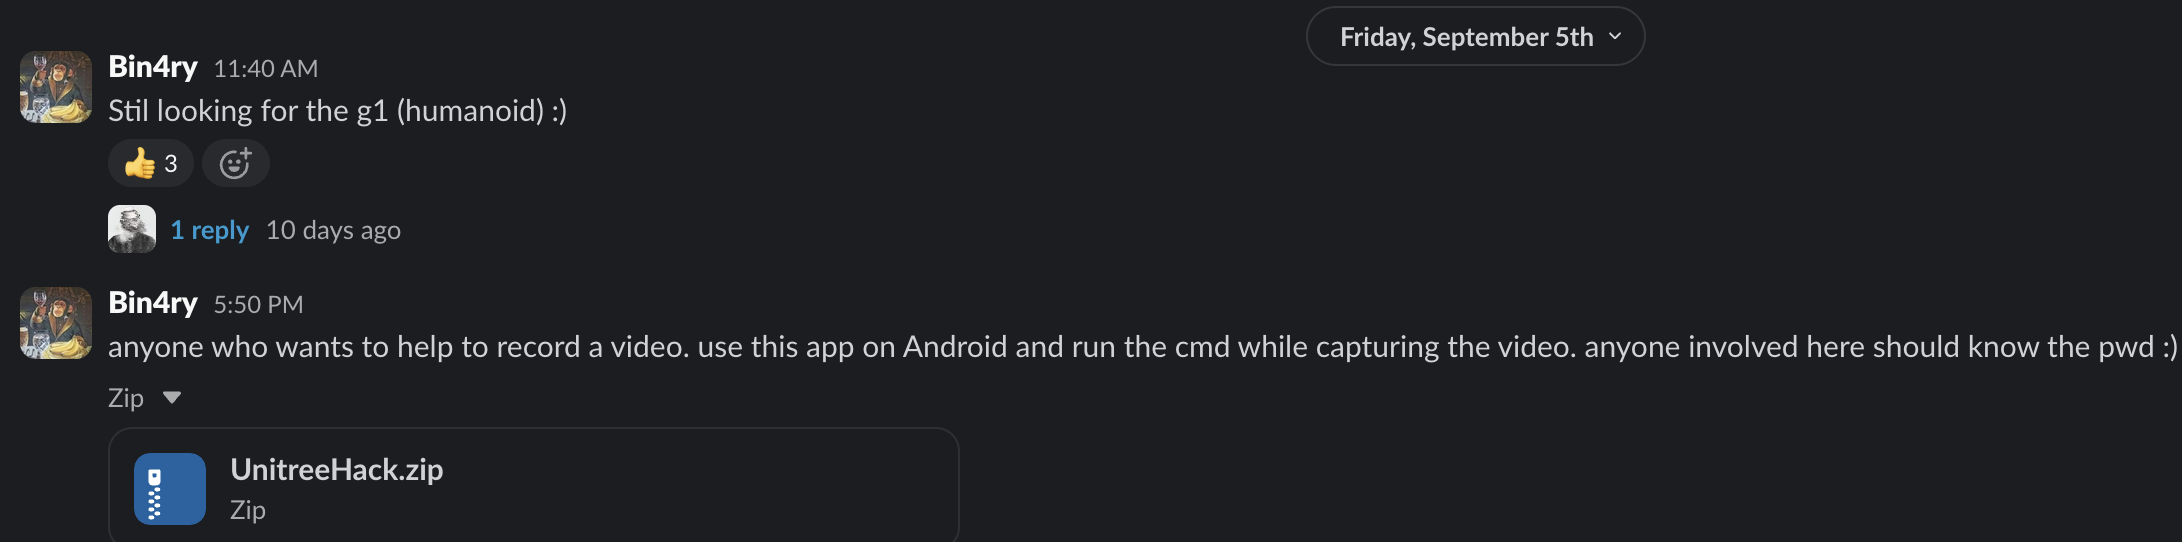 Friday, September 5th
Bin4ry 11:40 AM
Stil looking for the g1 (humanoid) :)
3
1 reply 10 days ago
Bin4ry 5:50 PM
anyone who wants to help to record a video. use this app on Android and run the cmd while capturing the video. anyone involved here should know the pwd :)
Zip
UnitreeHack.zip
Zip